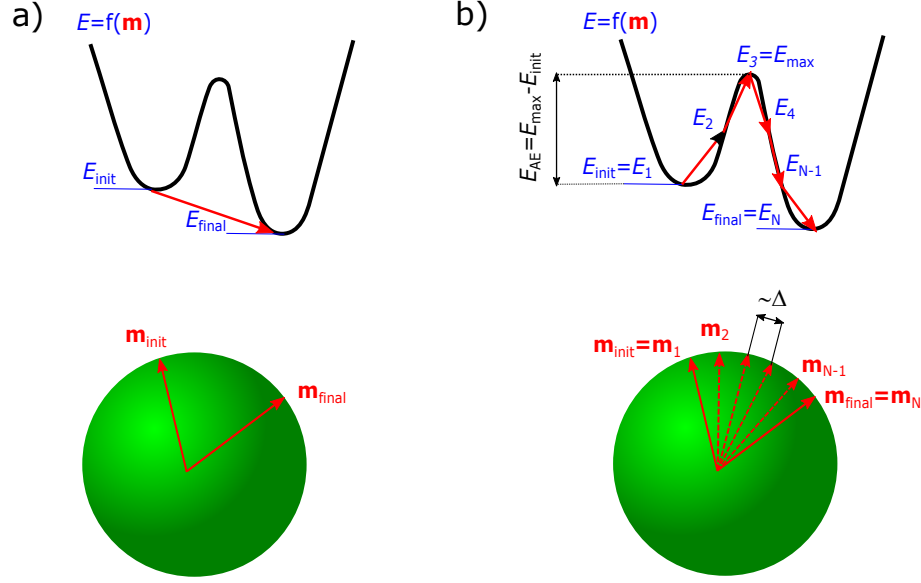 a)
E=f(m)
E_init
E_final
m_init
m_final
b)
E=f(m)
E_3=E_max
E_AE=E_max-E_init
E_2
E_4
E_init=E_1
E_N-1
E_final=E_N
~Δ
m_2
m_init=m_1
m_N-1
m_final=m_N